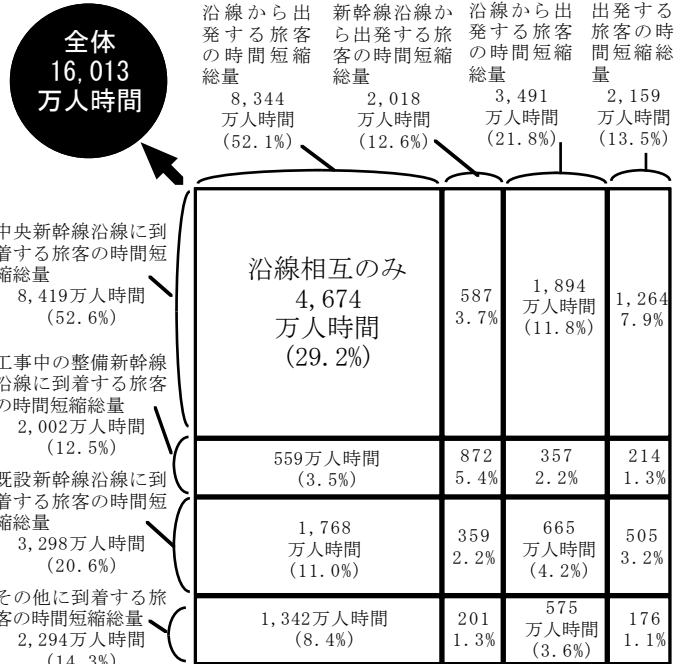 全体
16,013
万人時間
沿線から出
発する旅客
の時間短縮
総量
8,344
万人時間
(52.1%)
新幹線沿線か
ら出発する旅
客の時間短縮
総量
2,018
万人時間
(12.6%)
沿線から出
発する旅客
の時間短縮
総量
3,491
万人時間
(21.8%)
出発する
旅客の時
間短縮総
量
2,159
万人時間
(13.5%)
中央新幹線沿線に到
着する旅客の時間短
縮総量
8,419万人時間
(52.6%)
工事中の整備新幹線
沿線に到着する旅客
の時間短縮総量
2,002万人時間
(12.5%)
既設新幹線沿線に到
着する旅客の時間短
縮総量
3,298万人時間
(20.6%)
その他に到着する旅
客の時間短縮総量
2,294万人時間
(14.3%)
沿線相互のみ
4,674
万人時間
(29.2%)
587
3.7%
1,894
万人時間
(11.8%)
1,264
7.9%
559万人時間
(3.5%)
872
5.4%
357
2.2%
214
1.3%
1,768
万人時間
(11.0%)
359
2.2%
665
万人時間
(4.2%)
505
3.2%
1,342万人時間
(8.4%)
201
1.3%
575
万人時間
(3.6%)
176
1.1%